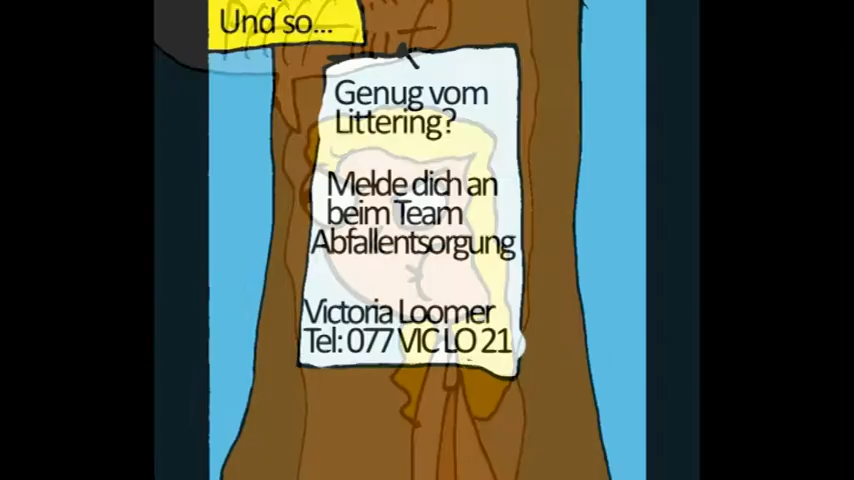 Und so...
Genug vom
Littering?
Melde dich an
beim Team
Abfallentsorgung
Victoria Loomer
Tel: 077 VIC LO 21